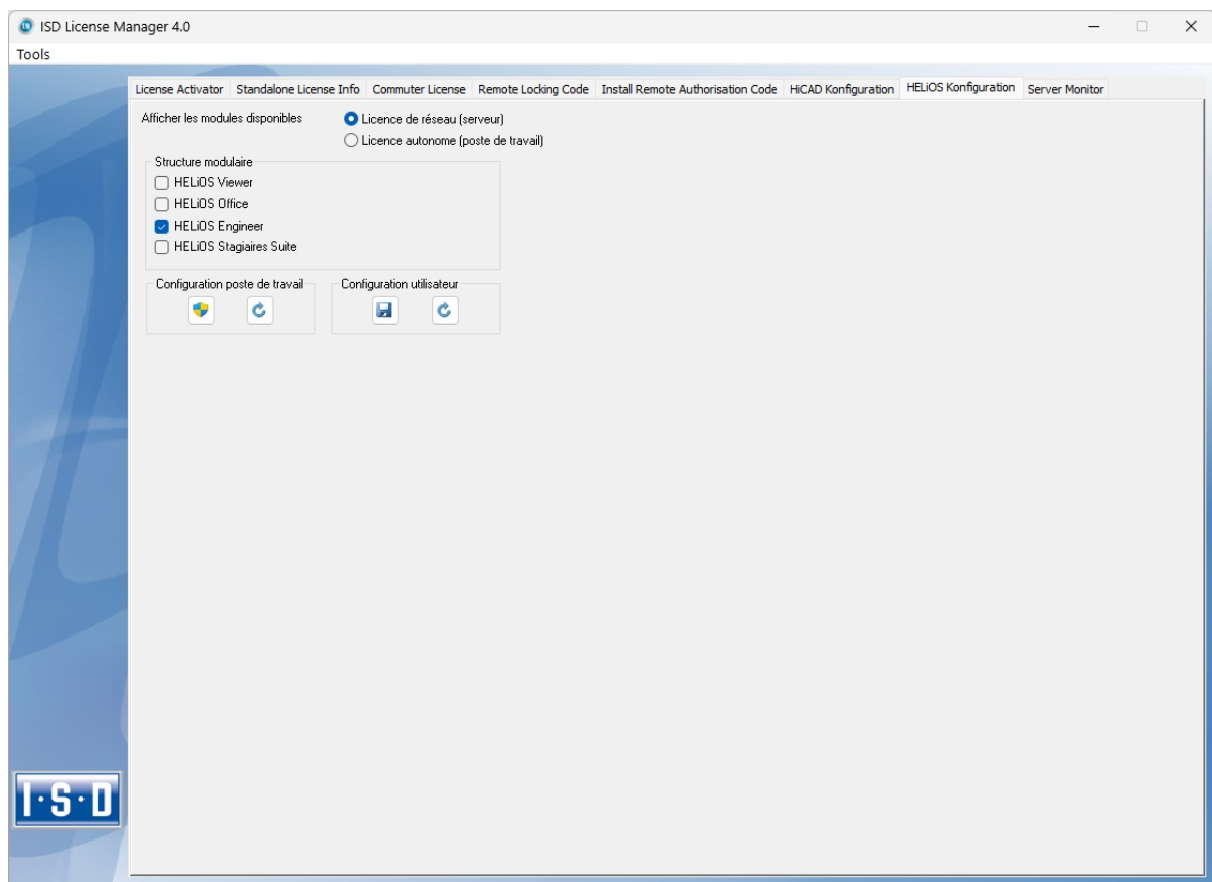 ISD License Manager 4.0
Tools
License Activator Standalone License Info Commuter License Remote Locking Code Install Remote Authorisation Code HiCAD Konfiguration HELiOS Konfiguration Server Monitor
Afficher les modules disponibles Licence de réseau (serveur)
Licence autonome (poste de travail)
Structure modulaire
HELiOS Viewer
HELiOS Office
HELiOS Engineer
HELiOS Stagiaires Suite
Configuration poste de travail Configuration utilisateur
I·S·D